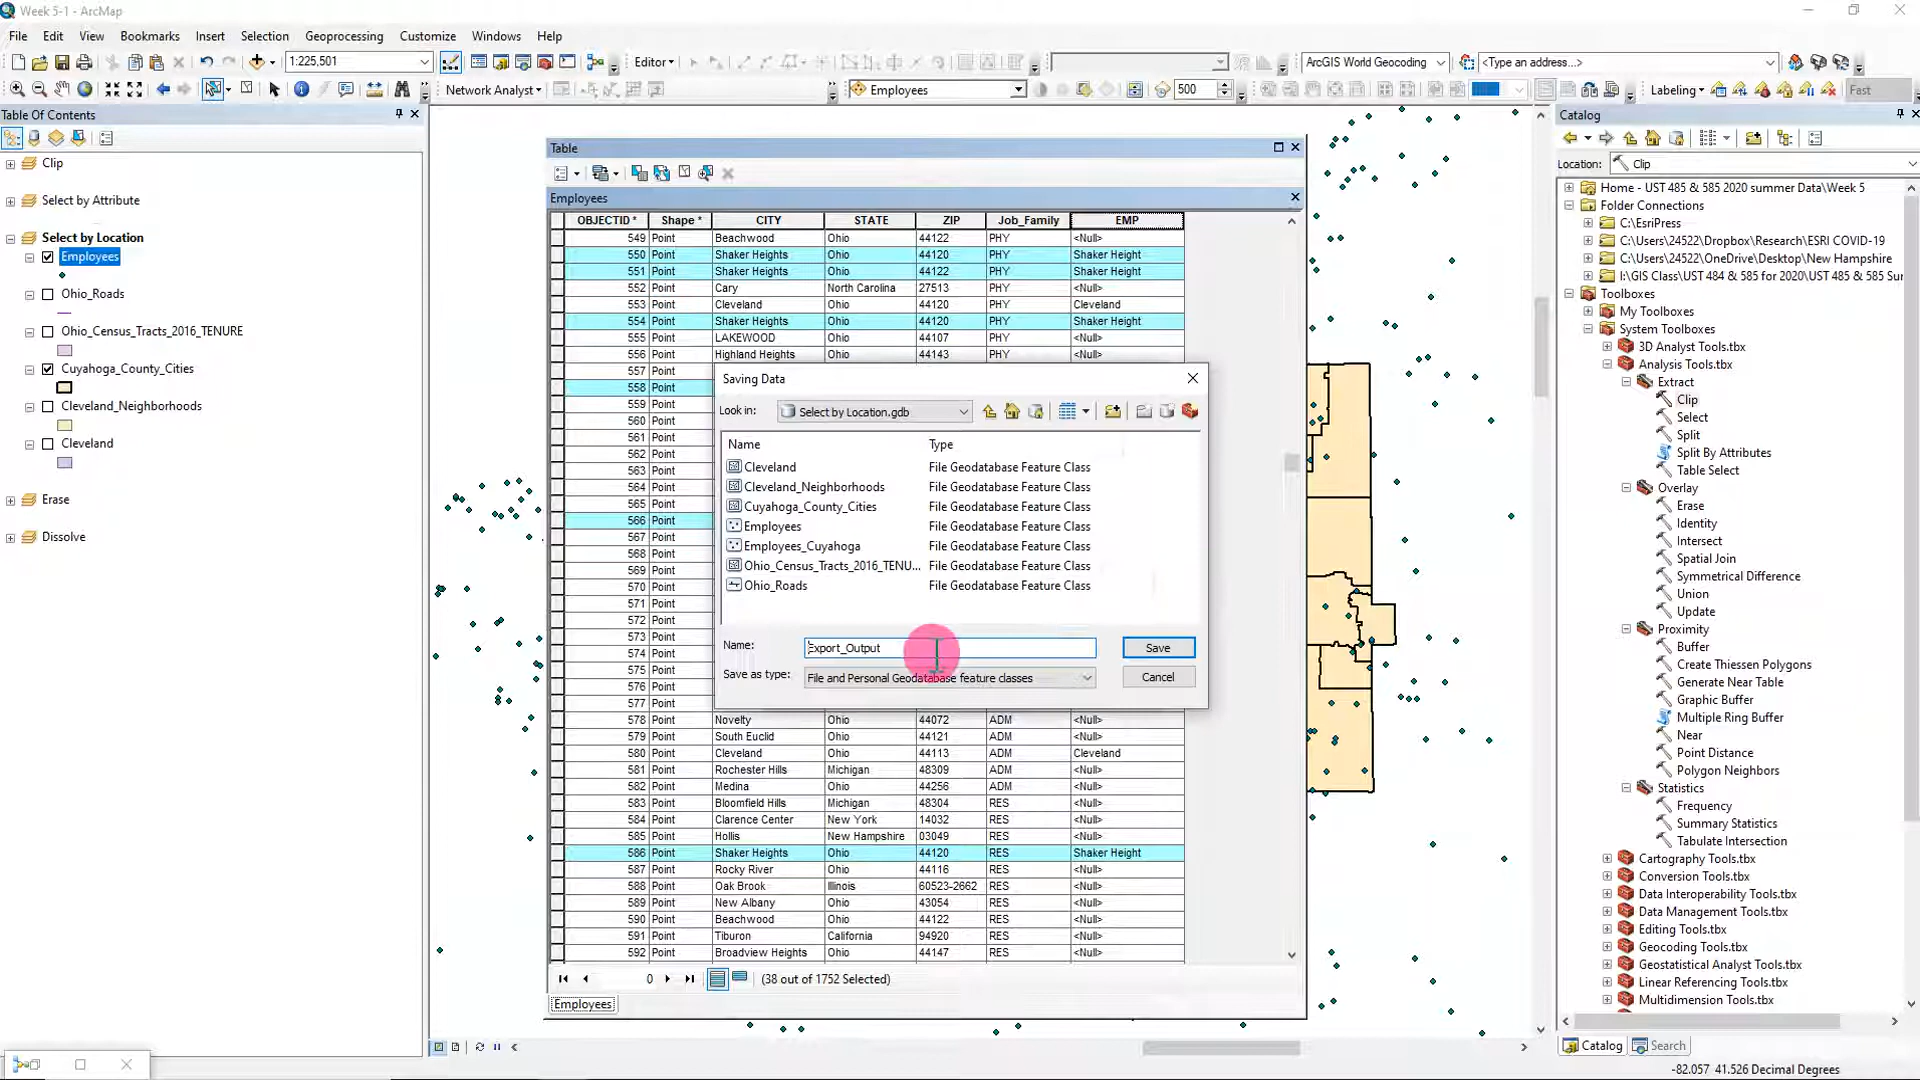 Week 5-1 - ArcMap
File Edit View Bookmarks Insert Selection Geoprocessing Customize Windows Help
1:225,501 Editor ArcGIS World Geocoding <Type an address...>
Network Analyst Employees 500 Labeling Fast
Table Of Contents
Clip
Select by Attribute
Select by Location
Employees
Ohio_Roads
Ohio_Census_Tracts_2016_TENURE
Cuyahoga_County_Cities
Cleveland_Neighborhoods
Cleveland
Erase
Dissolve
Table
Employees
OBJECTID * Shape * CITY STATE ZIP Job_Family EMP
549 Point Beachwood Ohio 44122 PHY <Null>
550 Point Shaker Heights Ohio 44120 PHY Shaker Height
551 Point Shaker Heights Ohio 44122 PHY Shaker Height
552 Point Cary North Carolina 27513 PHY <Null>
553 Point Cleveland Ohio 44120 PHY Cleveland
554 Point Shaker Heights Ohio 44120 PHY Shaker Height
555 Point LAKEWOOD Ohio 44107 PHY <Null>
556 Point Highland Heights Ohio 44143 PHY <Null>
557 Point
558 Point
559 Point
560 Point
561 Point
562 Point
563 Point
564 Point
565 Point
566 Point
567 Point
568 Point
569 Point
570 Point
571 Point
572 Point
573 Point
574 Point
575 Point
576 Point
577 Point
578 Point Novelty Ohio 44072 ADM <Null>
579 Point South Euclid Ohio 44121 ADM <Null>
580 Point Cleveland Ohio 44113 ADM Cleveland
581 Point Rochester Hills Michigan 48309 ADM <Null>
582 Point Medina Ohio 44256 ADM <Null>
583 Point Bloomfield Hills Michigan 48304 RES <Null>
584 Point Clarence Center New York 14032 RES <Null>
585 Point Hollis New Hampshire 03049 RES <Null>
586 Point Shaker Heights Ohio 44120 RES Shaker Height
587 Point Rocky River Ohio 44116 RES <Null>
588 Point Oak Brook Illinois 60523-2662 RES <Null>
589 Point New Albany Ohio 43054 RES <Null>
590 Point Beachwood Ohio 44122 RES <Null>
591 Point Tiburon California 94920 RES <Null>
592 Point Broadview Heights Ohio 44147 RES <Null>
0 (38 out of 1752 Selected)
Employees
Saving Data
Look in: Select by Location.gdb
Name Type
Cleveland File Geodatabase Feature Class
Cleveland_Neighborhoods File Geodatabase Feature Class
Cuyahoga_County_Cities File Geodatabase Feature Class
Employees File Geodatabase Feature Class
Employees_Cuyahoga File Geodatabase Feature Class
Ohio_Census_Tracts_2016_TENU... File Geodatabase Feature Class
Ohio_Roads File Geodatabase Feature Class
Name: Export_Output Save
Save as type: File and Personal Geodatabase feature classes Cancel
Catalog
Location: Clip
Home - UST 485 & 585 2020 summer Data\Week 5
Folder Connections
C:\EsriPress
C:\Users\24522\Dropbox\Research\ESRI COVID-19
C:\Users\24522\OneDrive\Desktop\New Hampshire
I:\GIS Class\UST 484 & 585 for 2020\UST 485 & 585 Sur
Toolboxes
My Toolboxes
System Toolboxes
3D Analyst Tools.tbx
Analysis Tools.tbx
Extract
Clip
Select
Split
Split By Attributes
Table Select
Overlay
Erase
Identity
Intersect
Spatial Join
Symmetrical Difference
Union
Update
Proximity
Buffer
Create Thiessen Polygons
Generate Near Table
Graphic Buffer
Multiple Ring Buffer
Near
Point Distance
Polygon Neighbors
Statistics
Frequency
Summary Statistics
Tabulate Intersection
Cartography Tools.tbx
Conversion Tools.tbx
Data Interoperability Tools.tbx
Data Management Tools.tbx
Editing Tools.tbx
Geocoding Tools.tbx
Geostatistical Analyst Tools.tbx
Linear Referencing Tools.tbx
Multidimension Tools.tbx
Catalog Search
-82.057 41.526 Decimal Degrees